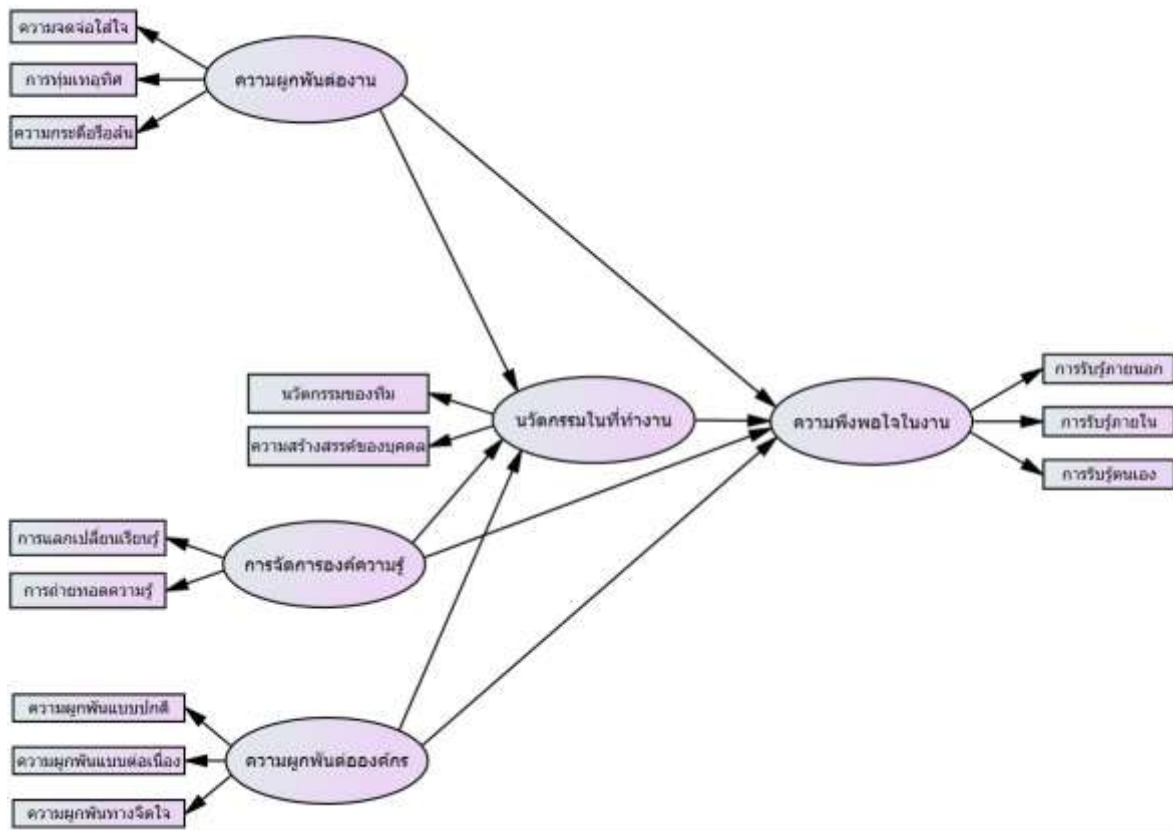 ความจดจ่อใส่ใจ
การทุ่มเทอุทิศ
ความกระตือรือล้น
ความผูกพันต่องาน
นวัตกรรมของทีม
ความสร้างสรรค์ของบุคคล
นวัตกรรมในที่ทำงาน
ความพึงพอใจในงาน
การรับรู้ภายนอก
การรับรู้ภายใน
การรับรู้ตนเอง
การแลกเปลี่ยนเรียนรู้
การถ่ายทอดความรู้
การจัดการองค์ความรู้
ความผูกพันแบบปกติ
ความผูกพันแบบต่อเนื่อง
ความผูกพันทางจิตใจ
ความผูกพันต่อองค์กร